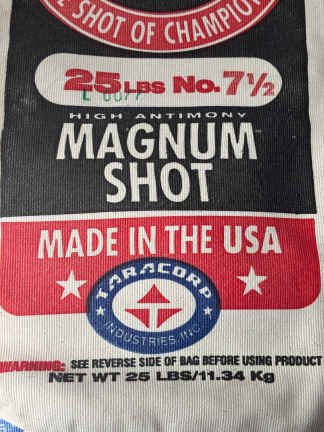 SHOT OF CHAMPION
25 LBS No. 7½
HIGH ANTIMONY
MAGNUM
SHOT
MADE IN THE USA
TARACORP
INDUSTRIES, INC.
WARNING: SEE REVERSE SIDE OF BAG BEFORE USING PRODUCT
NET WT 25 LBS/11.34 Kg